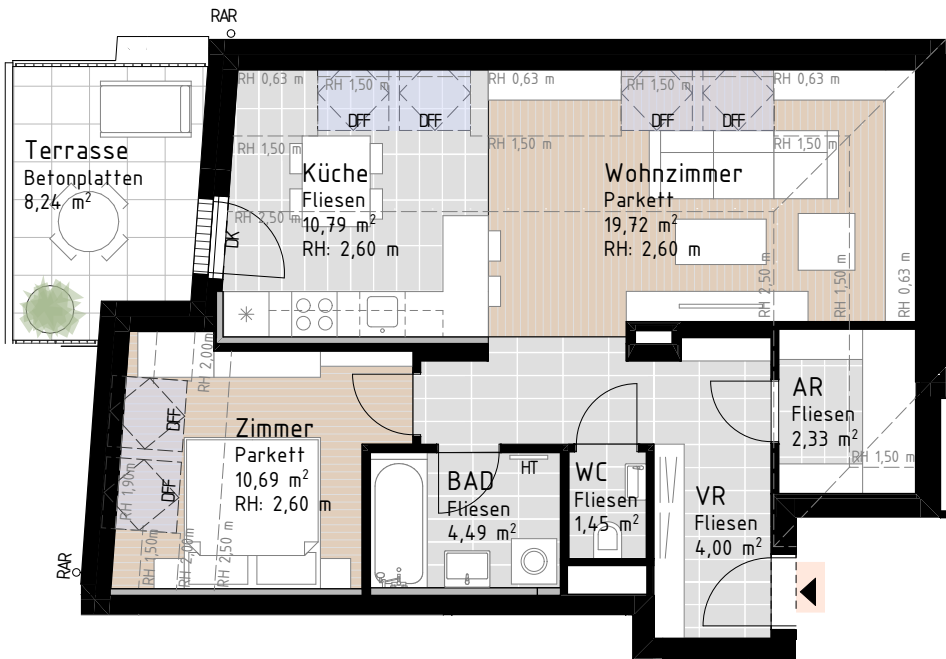 RAR
RH 0,63 m
RH 1,50 m
RH 0,63 m
RH 1,50 m
RH 0,63 m
DFF
DFF
DFF
DFF
RH 1,50 m
RH 1,50 m
RH 1,50 m
Terrasse
Betonplatten
8,24 m²
Küche
Fliesen
10,79 m²
RH: 2,60 m
RH 2,50 m
DK
Wohnzimmer
Parkett
19,72 m²
RH: 2,60 m
RH 2,50 m
RH 1,50 m
RH 0,63 m
RH 2,00m
DFF
DFF
Zimmer
Parkett
10,69 m²
RH: 2,60 m
RH 1,90m
RH 1,50m
RH 2,00m
RH 2,50 m
RAR
BAD
Fliesen
4,49 m²
HT
WC
Fliesen
1,45 m²
VR
Fliesen
4,00 m²
AR
Fliesen
2,33 m²
RH 1,50 m